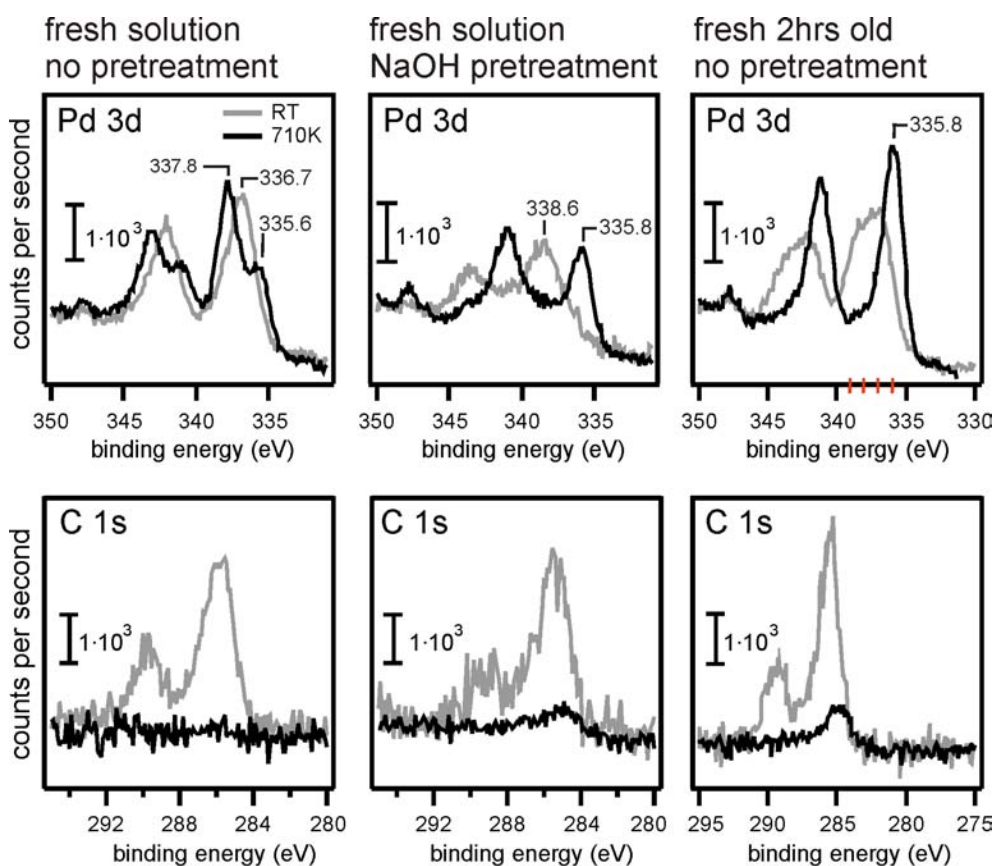 fresh solution
no pretreatment
fresh solution
NaOH pretreatment
fresh 2hrs old
no pretreatment
counts per second
Pd 3d
RT
710K
337.8
336.7
335.6
1·10³
350 345 340 335
binding energy (eV)
Pd 3d
338.6
335.8
1·10³
350 345 340 335
binding energy (eV)
Pd 3d
335.8
1·10³
350 345 340 335 330
binding energy (eV)
counts per second
C 1s
1·10³
292 288 284 280
binding energy (eV)
C 1s
1·10³
292 288 284 280
binding energy (eV)
C 1s
1·10³
295 290 285 280 275
binding energy (eV)